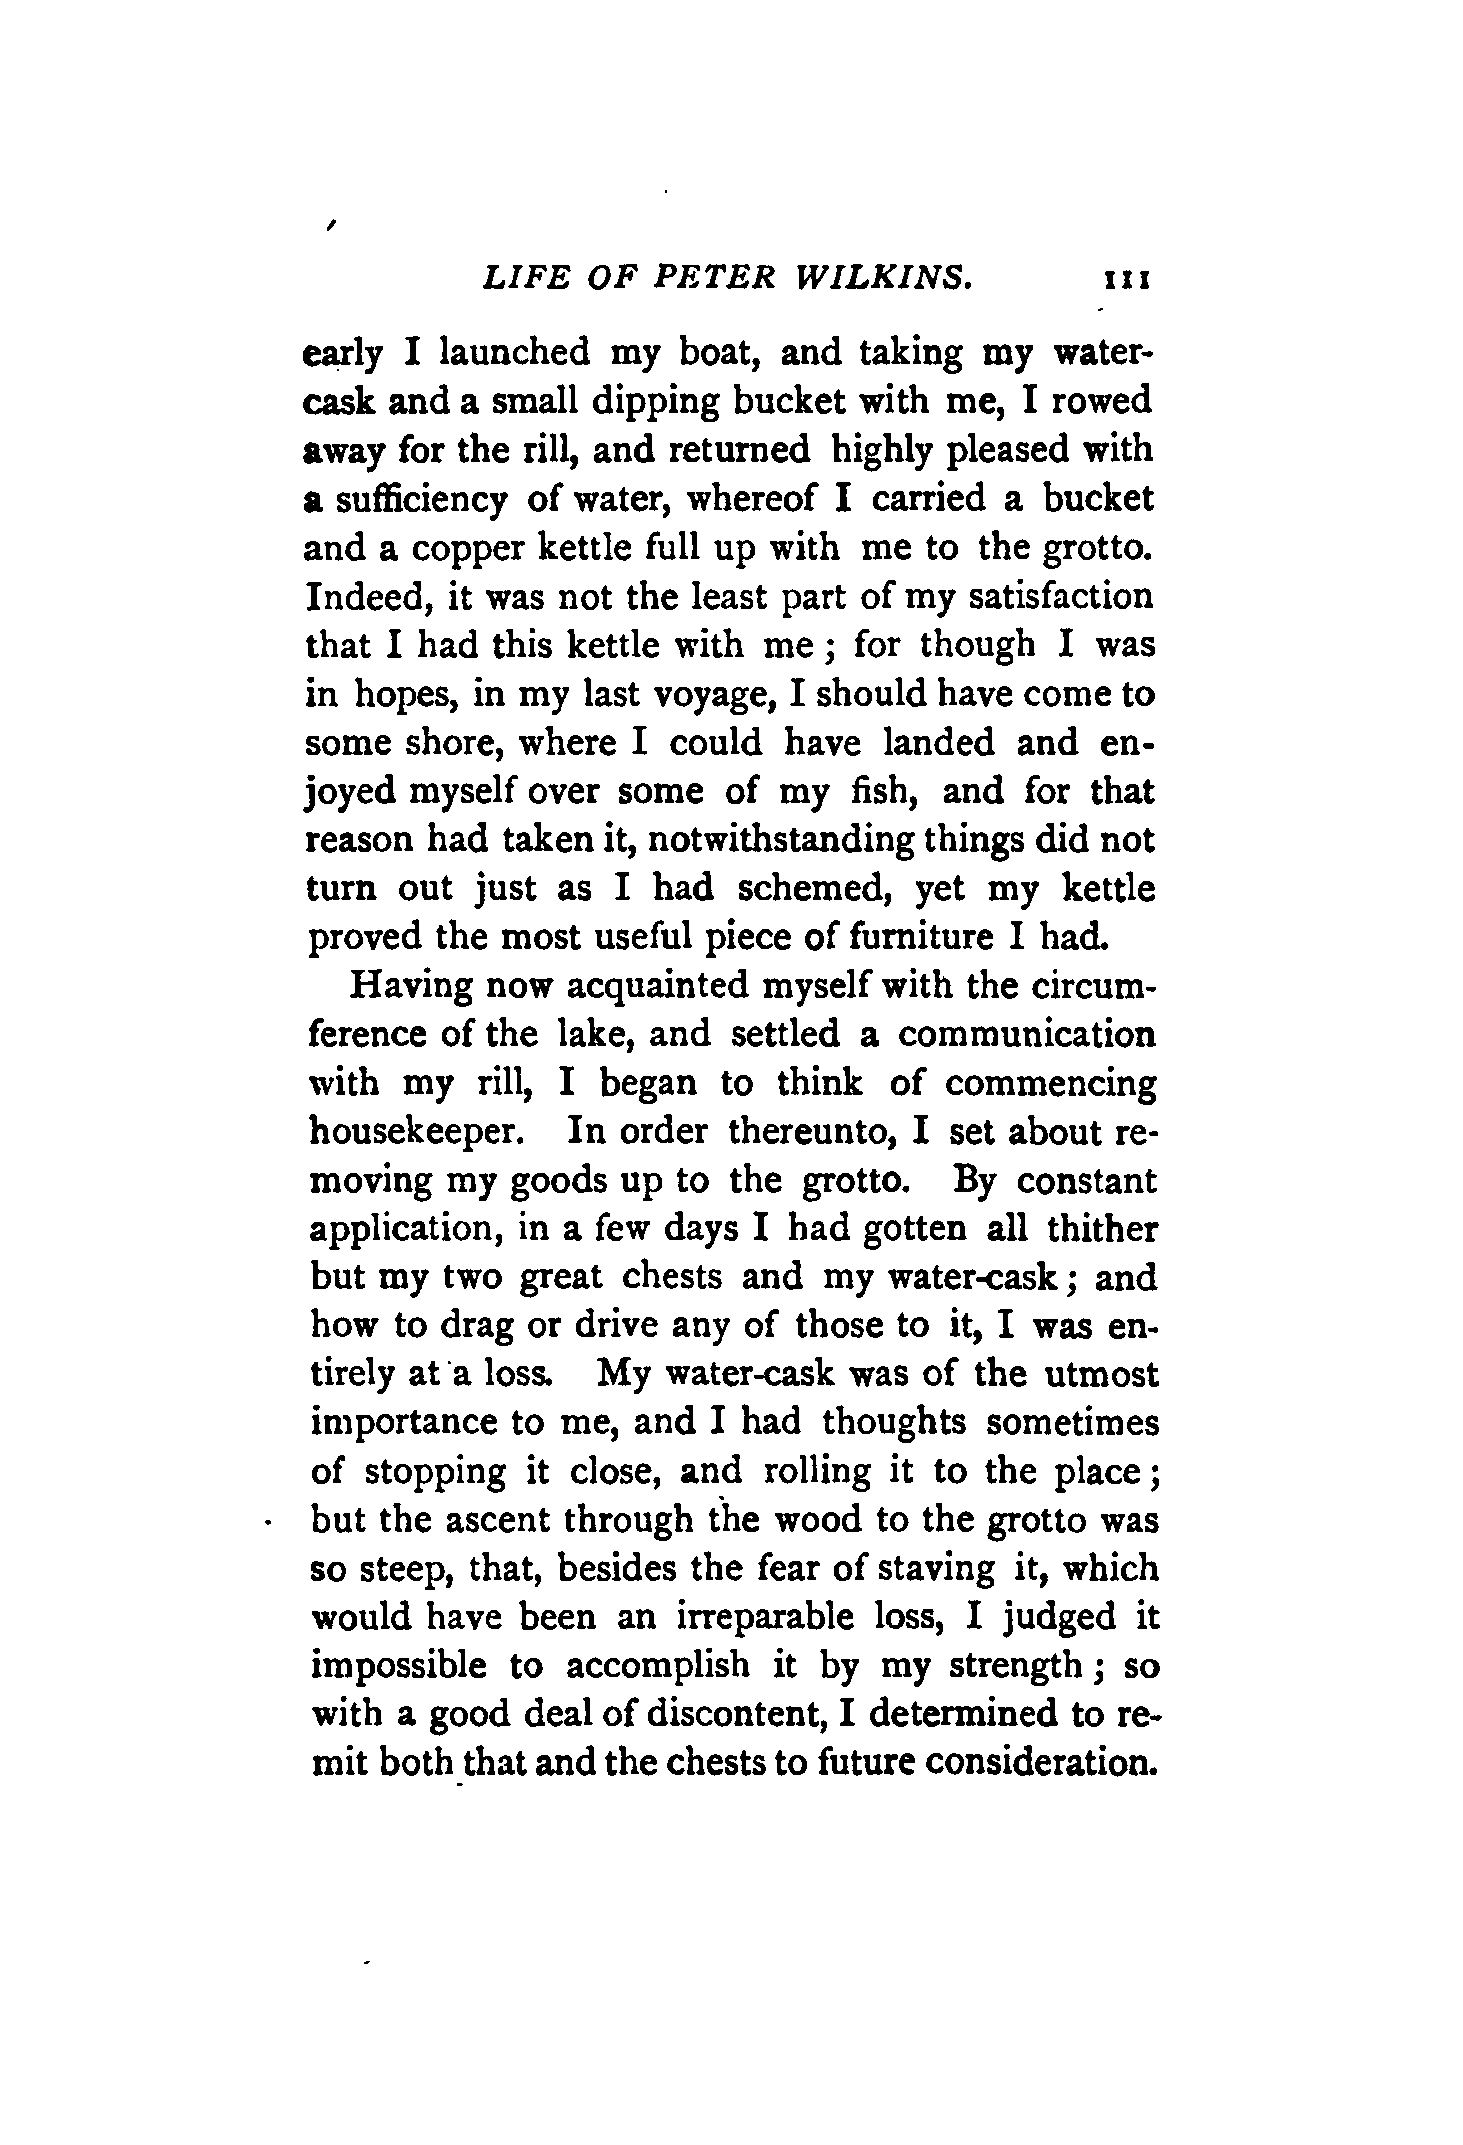 LIFE OF PETER WILKINS. 111
early I launched my boat, and taking my water-
cask and a small dipping bucket with me, I rowed
away for the rill, and returned highly pleased with
a sufficiency of water, whereof I carried a bucket
and a copper kettle full up with me to the grotto.
Indeed, it was not the least part of my satisfaction
that I had this kettle with me ; for though I was
in hopes, in my last voyage, I should have come to
some shore, where I could have landed and en-
joyed myself over some of my fish, and for that
reason had taken it, notwithstanding things did not
turn out just as I had schemed, yet my kettle
proved the most useful piece of furniture I had.
Having now acquainted myself with the circum-
ference of the lake, and settled a communication
with my rill, I began to think of commencing
housekeeper. In order thereunto, I set about re-
moving my goods up to the grotto. By constant
application, in a few days I had gotten all thither
but my two great chests and my water-cask ; and
how to drag or drive any of those to it, I was en-
tirely at a loss. My water-cask was of the utmost
importance to me, and I had thoughts sometimes
of stopping it close, and rolling it to the place ;
but the ascent through the wood to the grotto was
so steep, that, besides the fear of staving it, which
would have been an irreparable loss, I judged it
impossible to accomplish it by my strength ; so
with a good deal of discontent, I determined to re-
mit both that and the chests to future consideration.